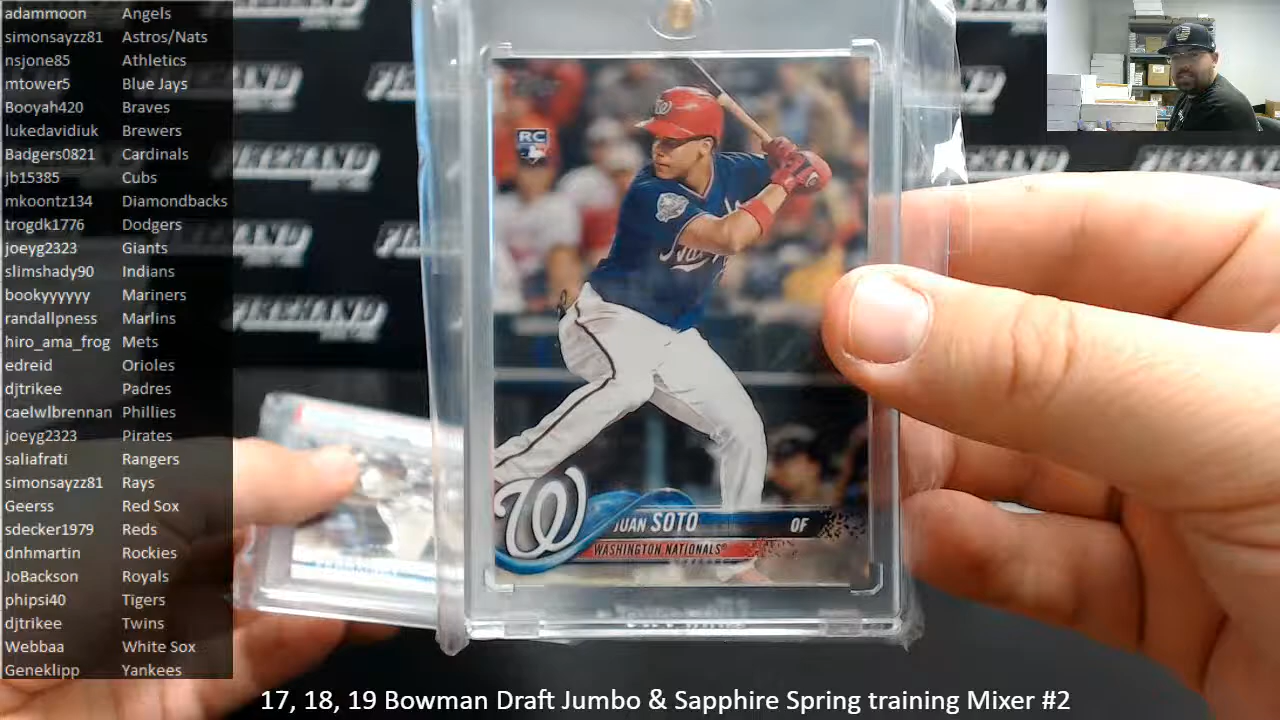 adammoon Angels
simonsayzz81 Astros/Nats
nsjone85 Athletics
mtower5 Blue Jays
Booyah420 Braves
lukedavidiuk Brewers
Badgers0821 Cardinals
jb15385 Cubs
mkoontz134 Diamondbacks
trogdk1776 Dodgers
joeyg2323 Giants
slimshady90 Indians
bookyyyyyy Mariners
randallpness Marlins
hiro_ama_frog Mets
edreid Orioles
djtrikee Padres
caelwlbrennan Phillies
joeyg2323 Pirates
saliafrati Rangers
simonsayzz81 Rays
Geerss Red Sox
sdecker1979 Reds
dnhmartin Rockies
JoBackson Royals
phipsi40 Tigers
djtrikee Twins
Webbaa White Sox
Geneklipp Yankees
FIREHAND
RC
W
JUAN SOTO OF
WASHINGTON NATIONALS
17, 18, 19 Bowman Draft Jumbo & Sapphire Spring training Mixer #2